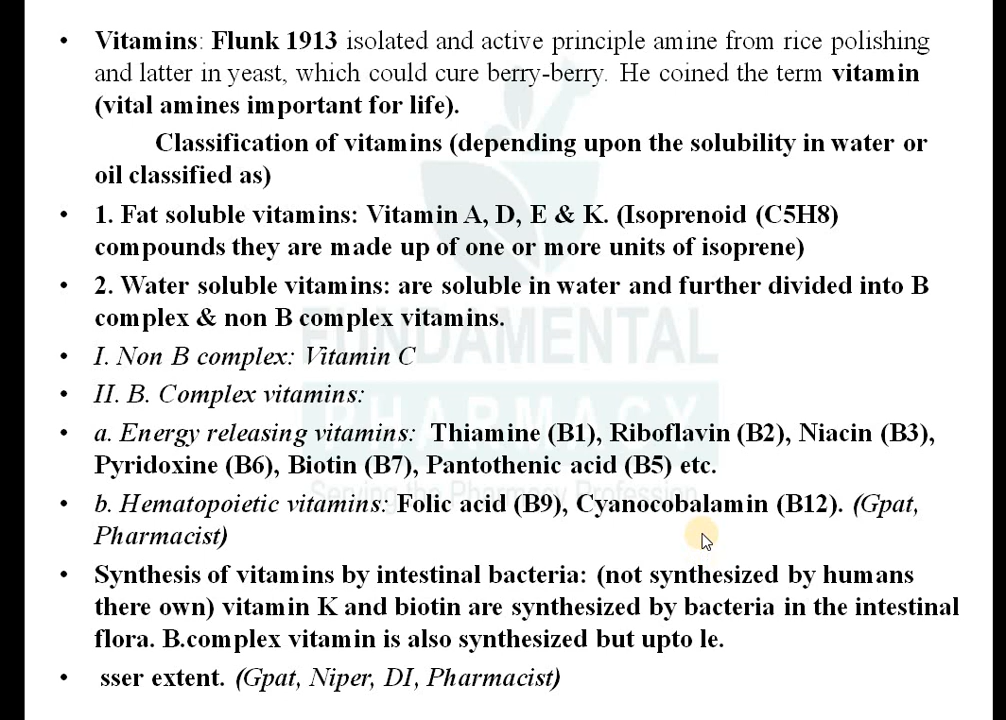 • Vitamins: Flunk 1913 isolated and active principle amine from rice polishing
and latter in yeast, which could cure berry-berry. He coined the term vitamin
(vital amines important for life).
Classification of vitamins (depending upon the solubility in water or
oil classified as)
• 1. Fat soluble vitamins: Vitamin A, D, E & K. (Isoprenoid (C5H8)
compounds they are made up of one or more units of isoprene)
• 2. Water soluble vitamins: are soluble in water and further divided into B
complex & non B complex vitamins.
• I. Non B complex: Vitamin C
• II. B. Complex vitamins:
• a. Energy releasing vitamins: Thiamine (B1), Riboflavin (B2), Niacin (B3),
Pyridoxine (B6), Biotin (B7), Pantothenic acid (B5) etc.
• b. Hematopoietic vitamins: Folic acid (B9), Cyanocobalamin (B12). (Gpat,
Pharmacist)
• Synthesis of vitamins by intestinal bacteria: (not synthesized by humans
there own) vitamin K and biotin are synthesized by bacteria in the intestinal
flora. B.complex vitamin is also synthesized but upto le.
• sser extent. (Gpat, Niper, DI, Pharmacist)
FUNDAMENTAL
PHARMACY
Serving the Pharmacy Profession